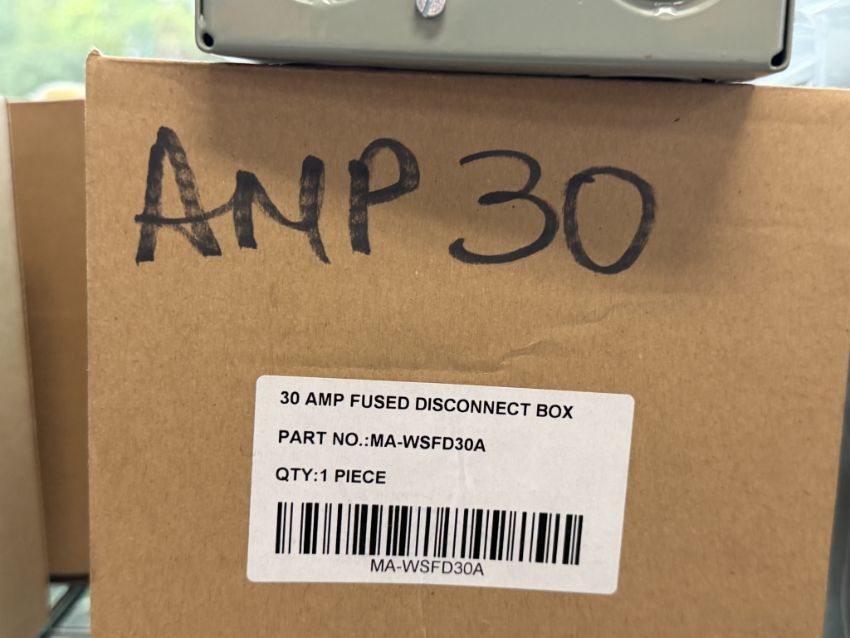 AMP 30
30 AMP FUSED DISCONNECT BOX
PART NO.:MA-WSFD30A
QTY:1 PIECE
MA-WSFD30A